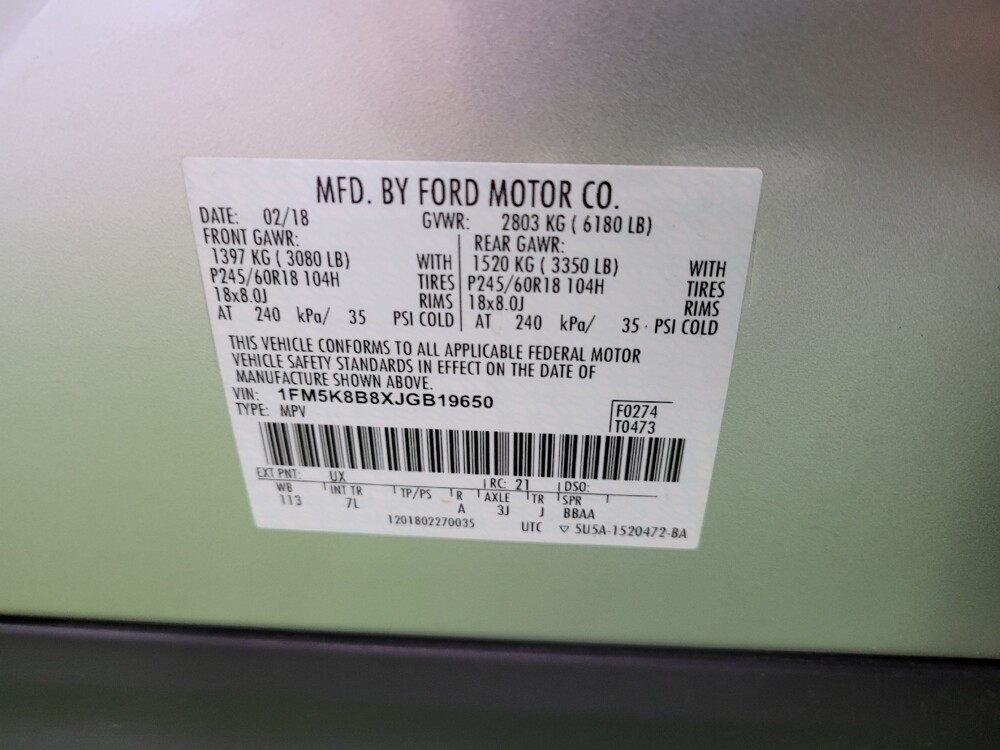 MFD. BY FORD MOTOR CO.
DATE: 02/18 GVWR: 2803 KG ( 6180 LB)
FRONT GAWR: REAR GAWR:
1397 KG ( 3080 LB) WITH 1520 KG ( 3350 LB) WITH
P245/60R18 104H TIRES P245/60R18 104H TIRES
18x8.0J RIMS 18x8.0J RIMS
AT 240 kPa/ 35 PSI COLD AT 240 kPa/ 35 PSI COLD
THIS VEHICLE CONFORMS TO ALL APPLICABLE FEDERAL MOTOR
VEHICLE SAFETY STANDARDS IN EFFECT ON THE DATE OF
MANUFACTURE SHOWN ABOVE.
VIN: 1FM5K8B8XJGB19650
TYPE: MPV F0274
T0473
EXT PNT: UX RC: 21 DSO:
WB INT TR TP/PS R AXLE TR SPR
113 7L A 3J J BBAA
1201802270035 UTC ▽ 5U5A-1520472-BA